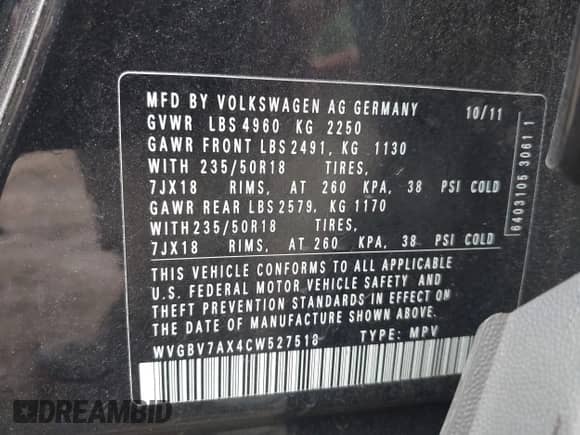 MFD BY VOLKSWAGEN AG GERMANY 10/11
GVWR LBS 4960 KG 2250
GAWR FRONT LBS 2491, KG 1130
WITH 235/50R18 TIRES,
7JX18 RIMS, AT 260 KPA, 38 PSI COLD
GAWR REAR LBS 2579, KG 1170
WITH 235/50R18 TIRES,
7JX18 RIMS, AT 260 KPA, 38 PSI COLD
THIS VEHICLE CONFORMS TO ALL APPLICABLE
U.S. FEDERAL MOTOR VEHICLE SAFETY AND
THEFT PREVENTION STANDARDS IN EFFECT ON
THE DATE OF MANUFACTURE SHOWN ABOVE.
WVGBV7AX4CW527518 TYPE: MPV
6403105 3061 1
DREAMBID